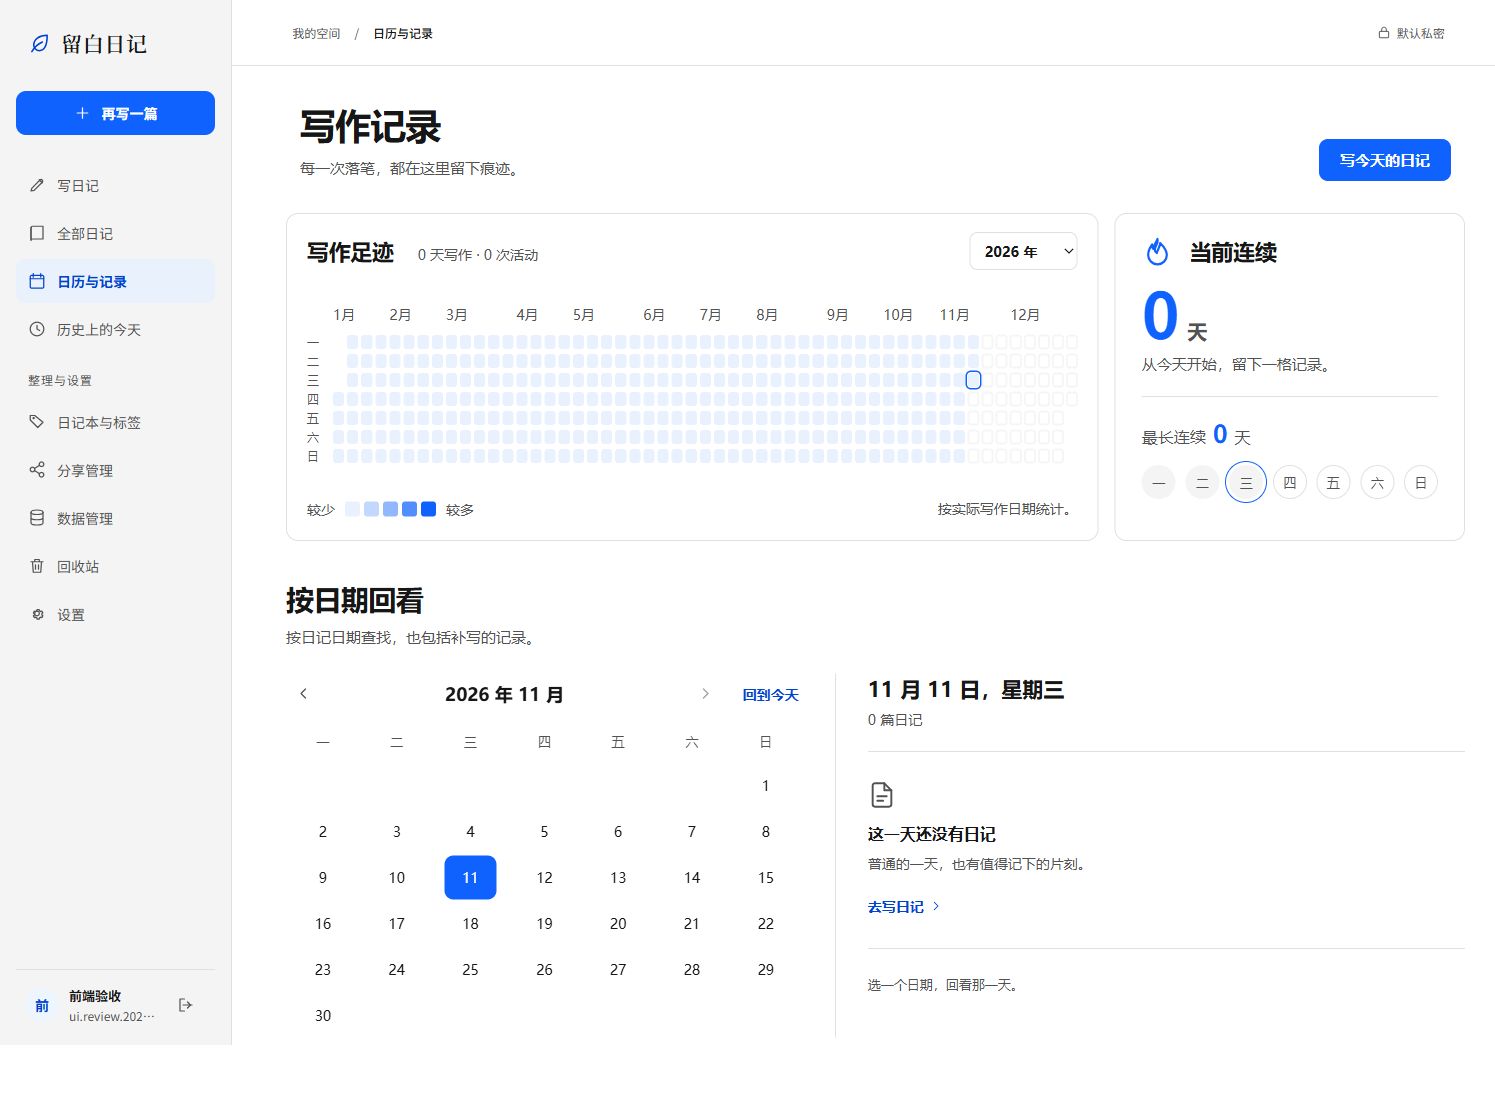 留白日记
我的空间 / 日历与记录
默认私密
+ 再写一篇
写日记
全部日记
日历与记录
历史上的今天
整理与设置
日记本与标签
分享管理
数据管理
回收站
设置
前
前端验收
ui.review.202…
写作记录
每一次落笔，都在这里留下痕迹。
写今天的日记
写作足迹 0 天写作 · 0 次活动
2026 年
1月 2月 3月 4月 5月 6月 7月 8月 9月 10月 11月 12月
一
二
三
四
五
六
日
较少 较多
按实际写作日期统计。
当前连续
0 天
从今天开始，留下一格记录。
最长连续 0 天
一 二 三 四 五 六 日
按日期回看
按日记日期查找，也包括补写的记录。
2026 年 11 月
回到今天
一 二 三 四 五 六 日
1
2 3 4 5 6 7 8
9 10 11 12 13 14 15
16 17 18 19 20 21 22
23 24 25 26 27 28 29
30
11 月 11 日，星期三
0 篇日记
这一天还没有日记
普通的一天，也有值得记下的片刻。
去写日记
选一个日期，回看那一天。